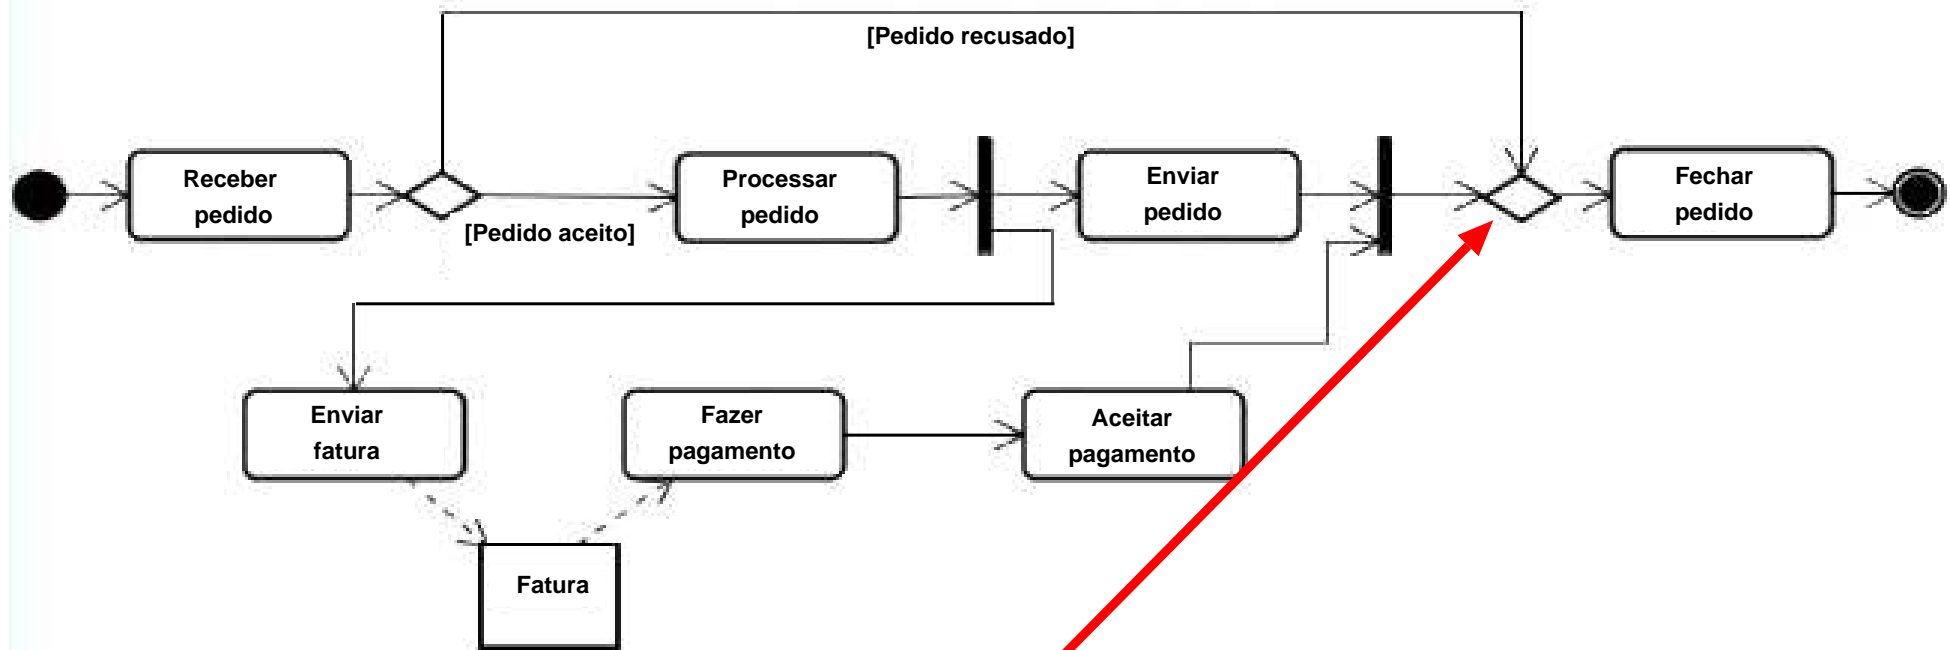 [Pedido recusado]
Receber
pedido
[Pedido aceito]
Processar
pedido
Enviar
pedido
Fechar
pedido
Enviar
fatura
Fazer
pagamento
Aceitar
pagamento
Fatura